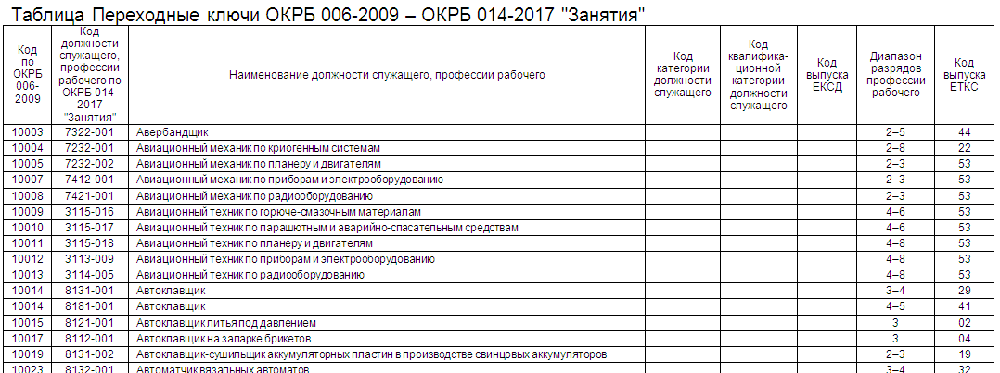 Таблица Переходные ключи ОКРБ 006-2009 – ОКРБ 014-2017 "Занятия"
Код по ОКРБ 006-2009 | Код должности служащего, профессии рабочего по ОКРБ 014-2017 "Занятия" | Наименование должности служащего, профессии рабочего | Код категории должности служащего | Код квалифика-ционной категории должности служащего | Код выпуска ЕКСД | Диапазон разрядов профессии рабочего | Код выпуска ЕТКС
10003 7322-001 Авербандщик 2–5 44
10004 7232-001 Авиационный механик по криогенным системам 2–8 22
10005 7232-002 Авиационный механик по планеру и двигателям 2–3 53
10007 7412-001 Авиационный механик по приборам и электрооборудованию 2–3 53
10008 7421-001 Авиационный механик по радиооборудованию 2–3 53
10009 3115-016 Авиационный техник по горюче-смазочным материалам 4–6 53
10010 3115-017 Авиационный техник по парашютным и аварийно-спасательным средствам 4–6 53
10011 3115-018 Авиационный техник по планеру и двигателям 4–8 53
10012 3113-009 Авиационный техник по приборам и электрооборудованию 4–8 53
10013 3114-005 Авиационный техник по радиооборудованию 4–8 53
10014 8131-001 Автоклавщик 3–4 29
10014 8181-001 Автоклавщик 4–5 41
10015 8121-001 Автоклавщик литья под давлением 3 02
10017 8112-001 Автоклавщик на запарке брикетов 3 04
10019 8131-002 Автоклавщик-сушильщик аккумуляторных пластин в производстве свинцовых аккумуляторов 2–3 19
10023 8132-001 Автоматчик вязальных автоматов 3–4 32